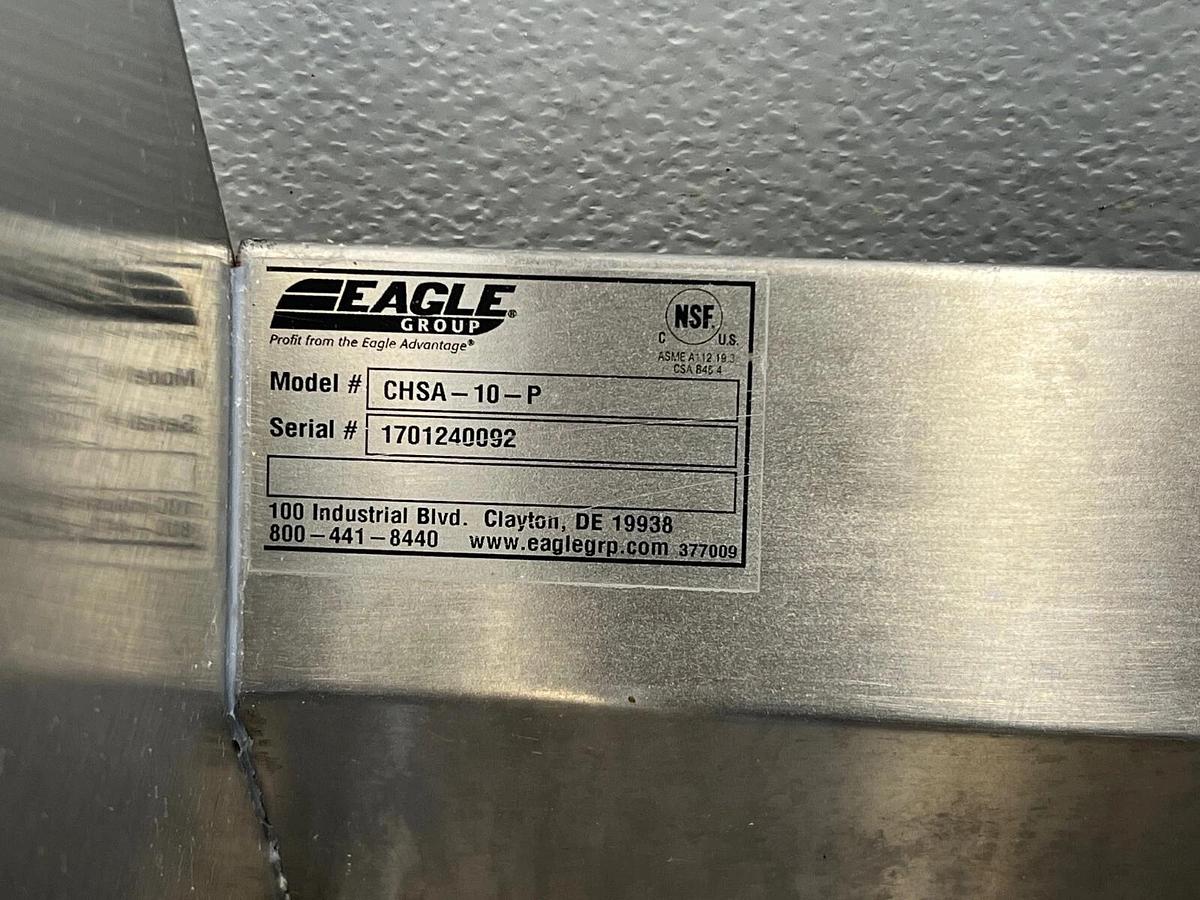 EAGLE®
GROUP
Profit from the Eagle Advantage®
NSF.
C U.S.
ASME A112.19.3
CSA B45.4
Model # CHSA-10-P
Serial # 1701240092
100 Industrial Blvd. Clayton, DE 19938
800-441-8440 www.eaglegrp.com 377009